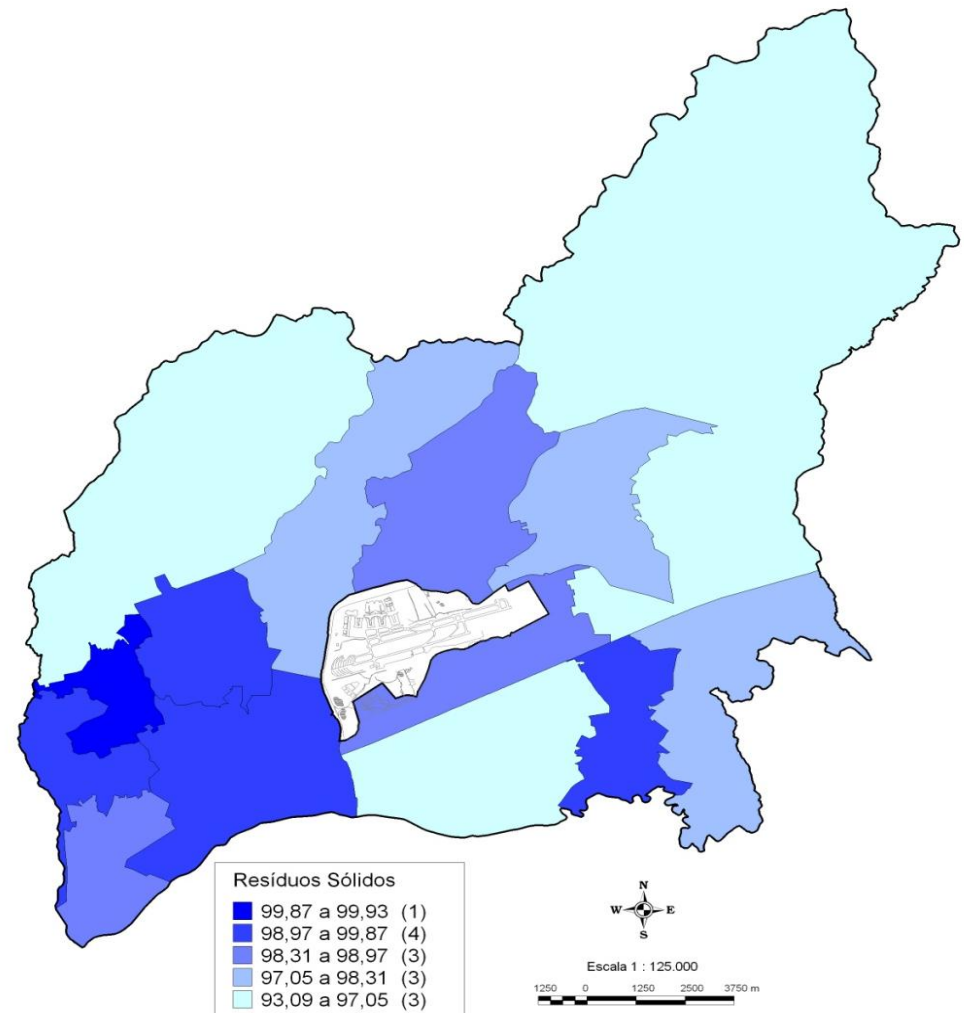 Resíduos Sólidos
99,87 a 99,93 (1)
98,97 a 99,87 (4)
98,31 a 98,97 (3)
97,05 a 98,31 (3)
93,09 a 97,05 (3)
N
W E
S
Escala 1 : 125.000
1250 0 1250 2500 3750 m